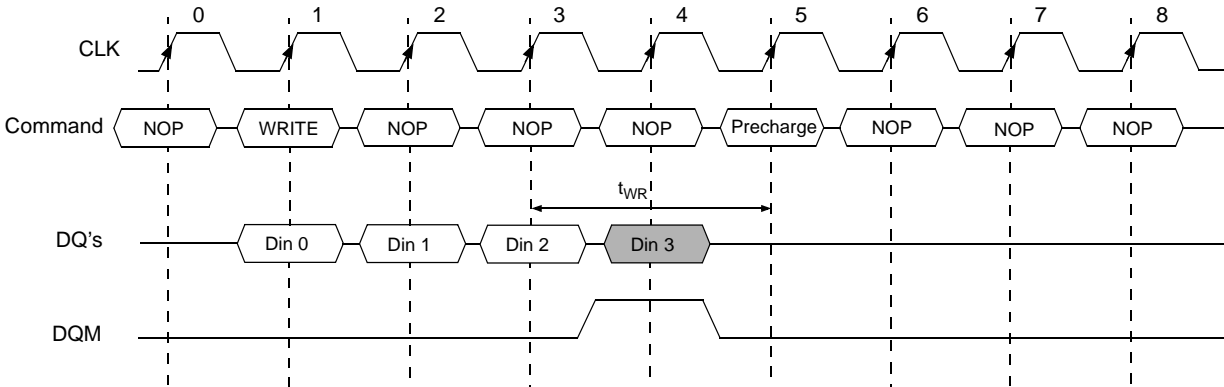 0 1 2 3 4 5 6 7 8
CLK
Command NOP WRITE NOP NOP NOP Precharge NOP NOP NOP
tWR
DQ's Din 0 Din 1 Din 2 Din 3
DQM